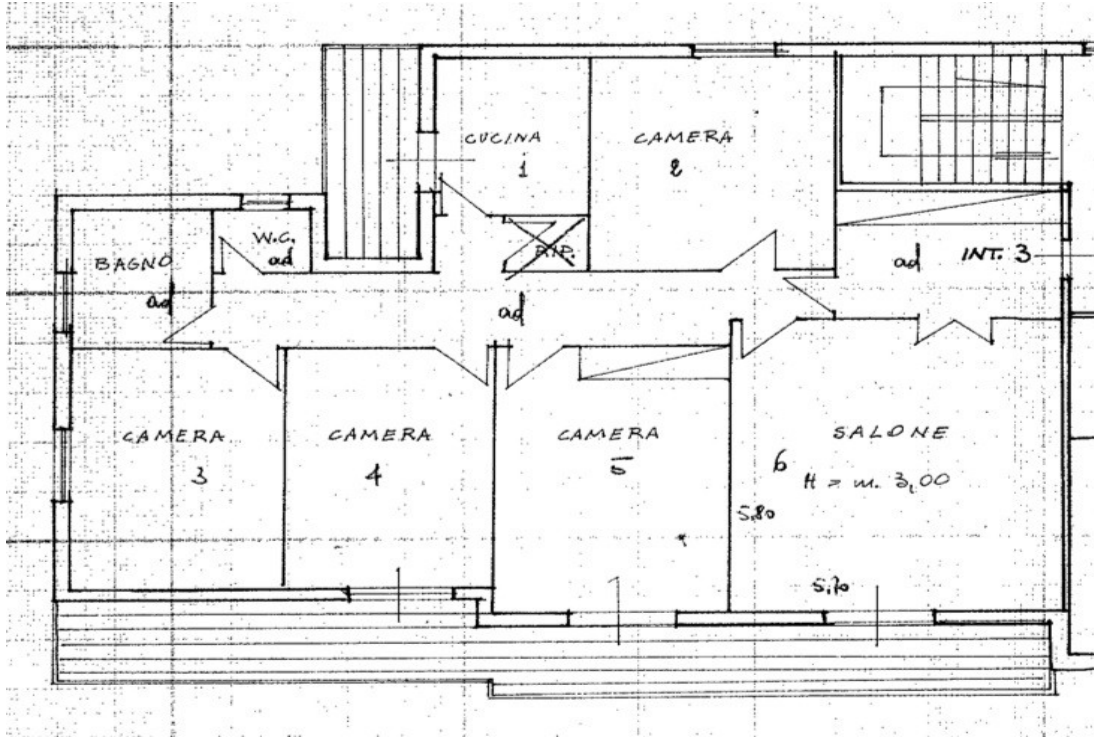 CUCINA
1
CAMERA
2
W.C.
ad
RIP.
BAGNO
ad
ad
ad
INT. 3
CAMERA
3
CAMERA
4
CAMERA
5
SALONE
6
H = m. 3,00
5,80
5,70